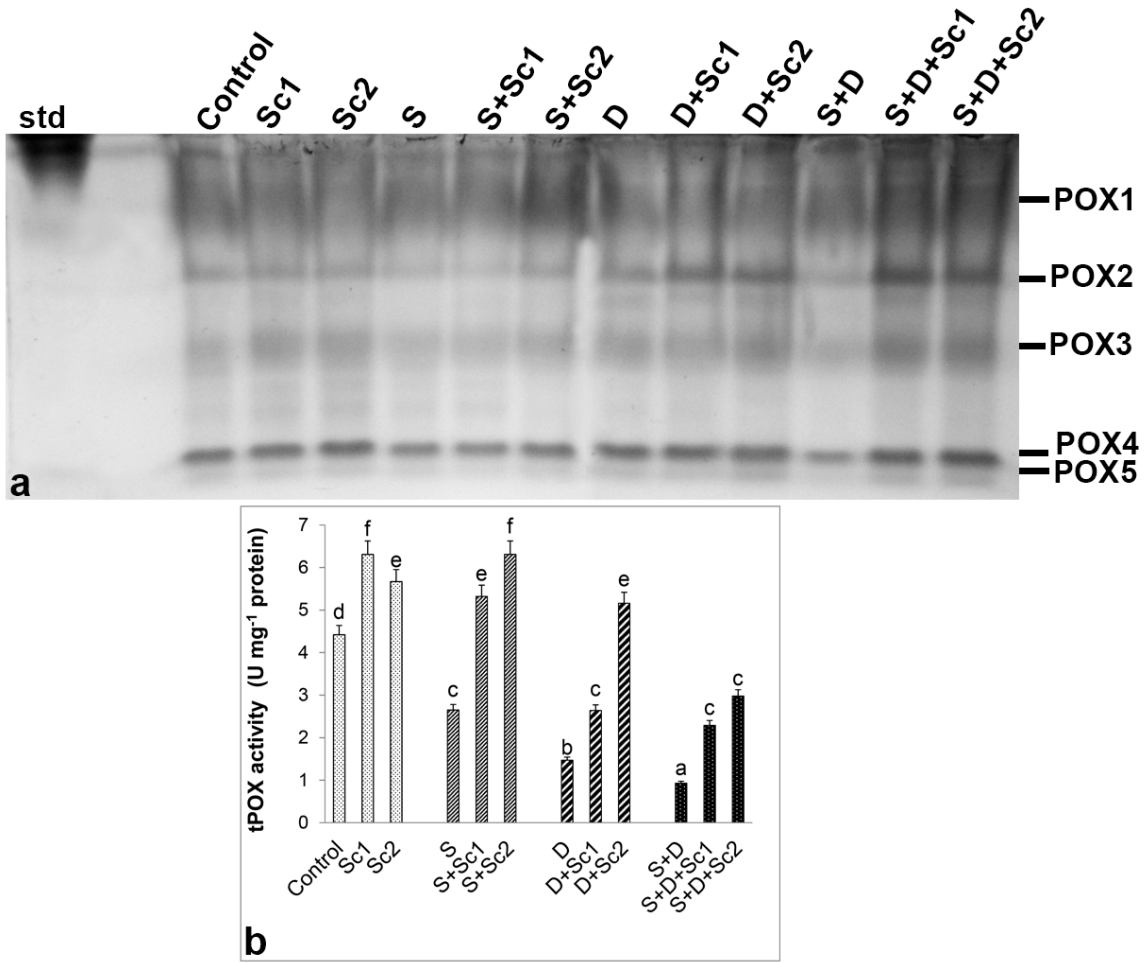 std Control Sc1 Sc2 S S+Sc1 S+Sc2 D D+Sc1 D+Sc2 S+D S+D+Sc1 S+D+Sc2
POX1
POX2
POX3
POX4
POX5
a
tPOX activity (U mg⁻¹ protein)
7
6
5
4
3
2
1
0
d f e c e f b c e a c c
Control Sc1 Sc2 S S+Sc1 S+Sc2 D D+Sc1 D+Sc2 S+D S+D+Sc1 S+D+Sc2
b